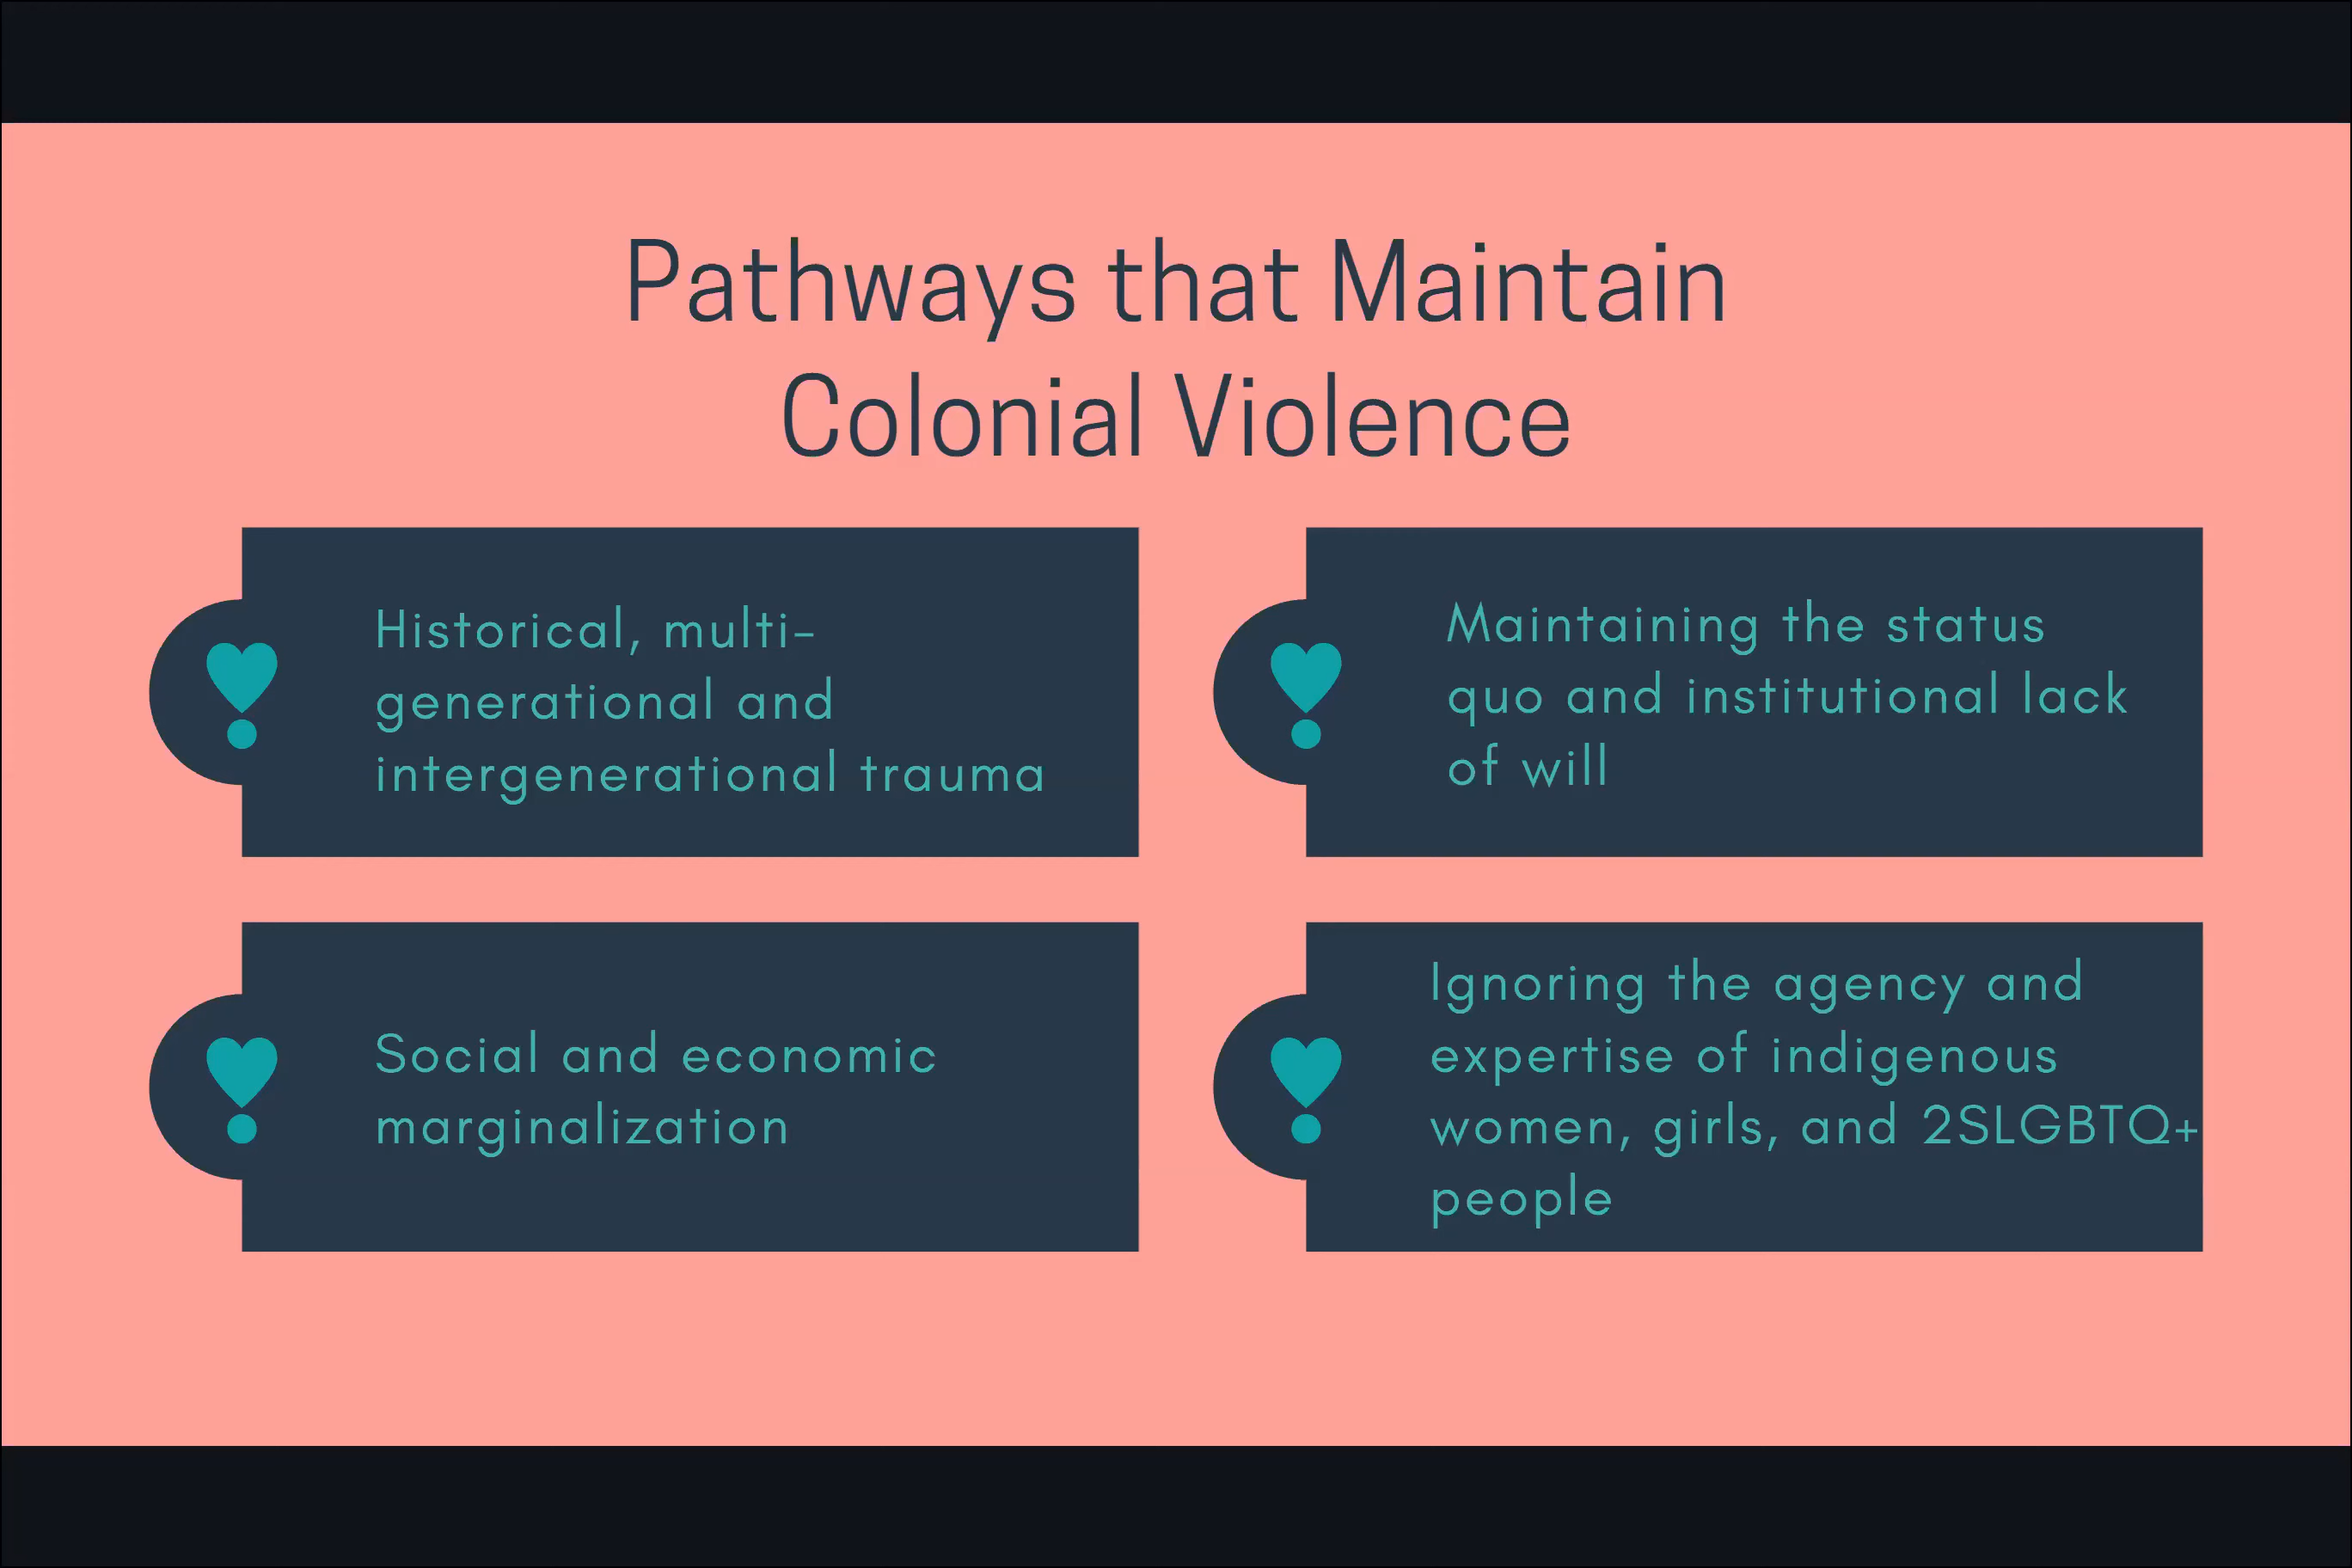 Pathways that Maintain
Colonial Violence
Historical, multi-
generational and
intergenerational trauma
Maintaining the status
quo and institutional lack
of will
Social and economic
marginalization
Ignoring the agency and
expertise of indigenous
women, girls, and 2SLGBTQ+
people